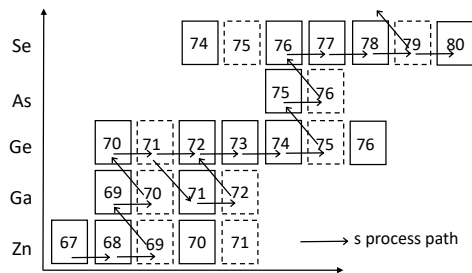 Se 74 75 76 77 78 79 80
As 75 76
Ge 70 71 72 73 74 75 76
Ga 69 70 71 72
Zn 67 68 69 70 71
s process path